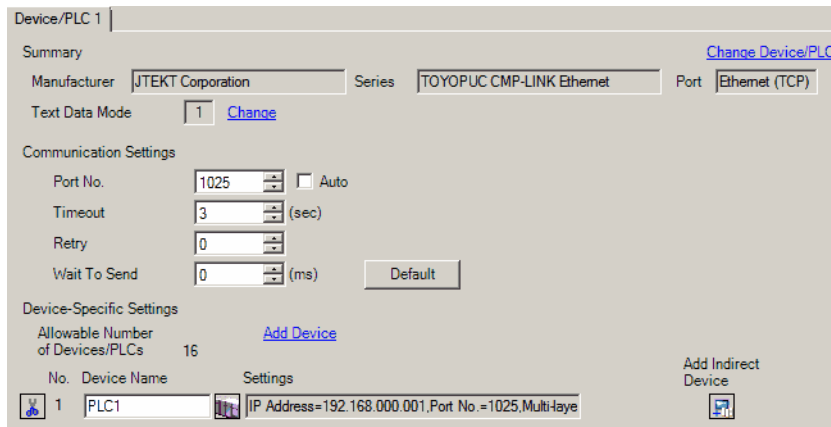 Device/PLC 1
Summary Change Device/PLC
Manufacturer JTEKT Corporation Series TOYOPUC CMP-LINK Ethernet Port Ethernet (TCP)
Text Data Mode 1 Change
Communication Settings
Port No. 1025 Auto
Timeout 3 (sec)
Retry 0
Wait To Send 0 (ms) Default
Device-Specific Settings
Allowable Number Add Device
of Devices/PLCs 16
Add Indirect
No. Device Name Settings Device
1 PLC1 IP Address=192.168.000.001,Port No.=1025,Multi-laye